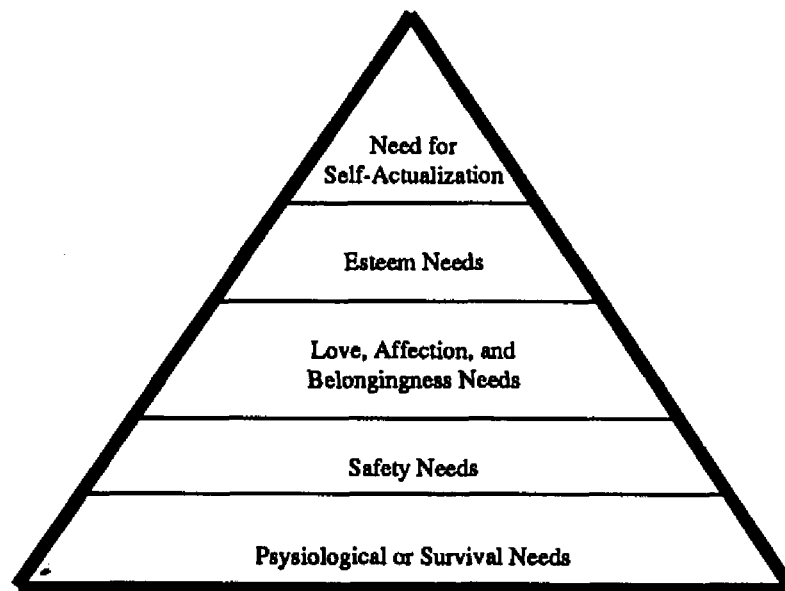 Need for
Self-Actualization
Esteem Needs
Love, Affection, and
Belongingness Needs
Safety Needs
Psysiological or Survival Needs